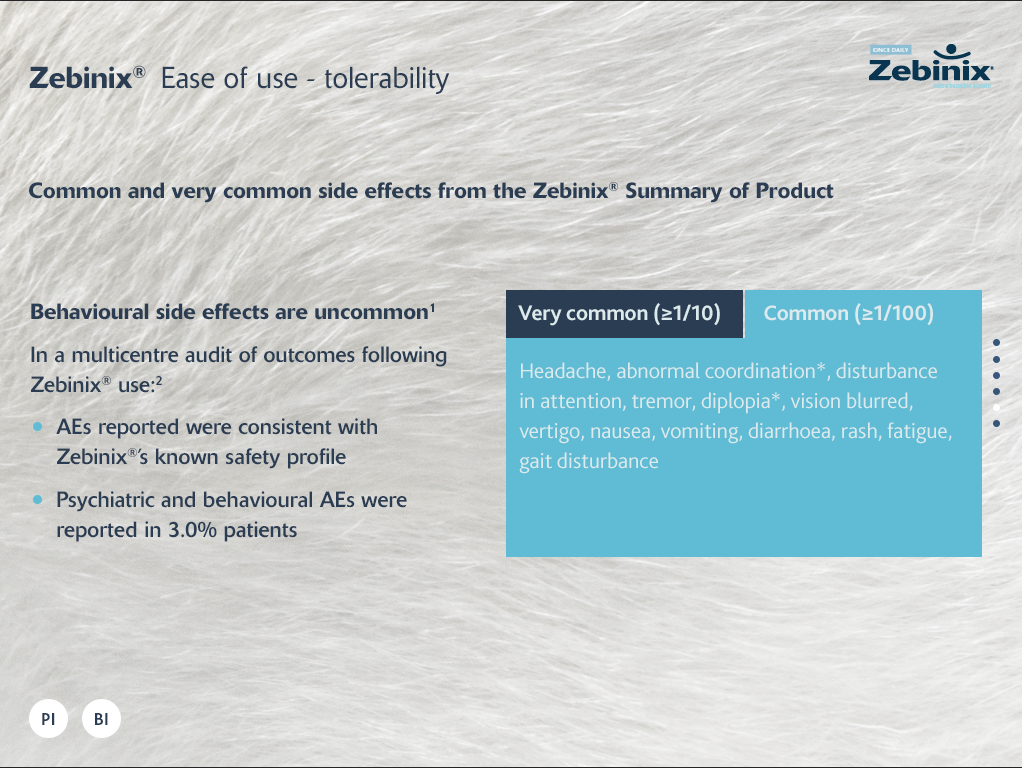 Zebinix® Ease of use - tolerability
ONCE DAILY
Zebinix®
Common and very common side effects from the Zebinix® Summary of Product
Behavioural side effects are uncommon¹
In a multicentre audit of outcomes following
Zebinix® use:²
• AEs reported were consistent with
Zebinix®’s known safety profile
• Psychiatric and behavioural AEs were
reported in 3.0% patients
Very common (≥1/10)
Common (≥1/100)
Headache, abnormal coordination*, disturbance
in attention, tremor, diplopia*, vision blurred,
vertigo, nausea, vomiting, diarrhoea, rash, fatigue,
gait disturbance
PI
BI